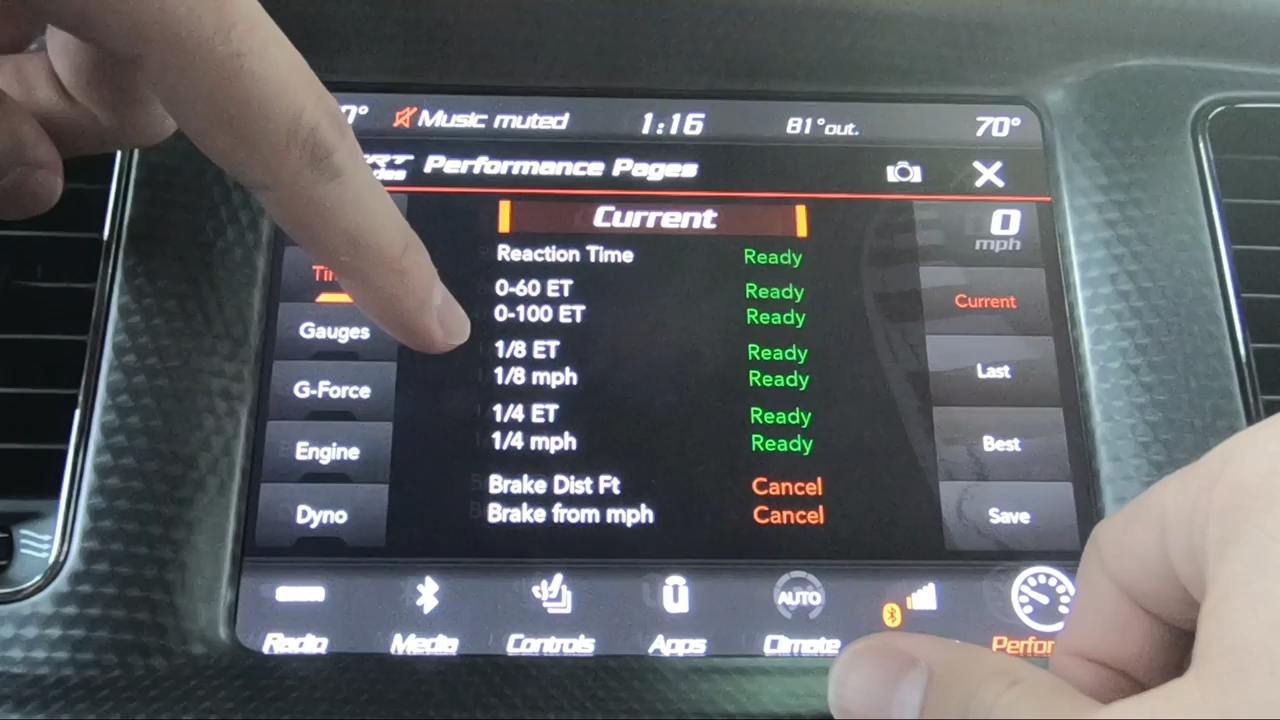 0° Music muted 1:16 81°out. 70°
Performance Pages
Current
0
mph
Reaction Time Ready
0-60 ET Ready
0-100 ET Ready
1/8 ET Ready
1/8 mph Ready
1/4 ET Ready
1/4 mph Ready
Brake Dist Ft Cancel
Brake from mph Cancel
Gauges
G-Force
Engine
Dyno
Current
Last
Best
Save
AUTO
Radio Media Controls Apps Climate Perfor